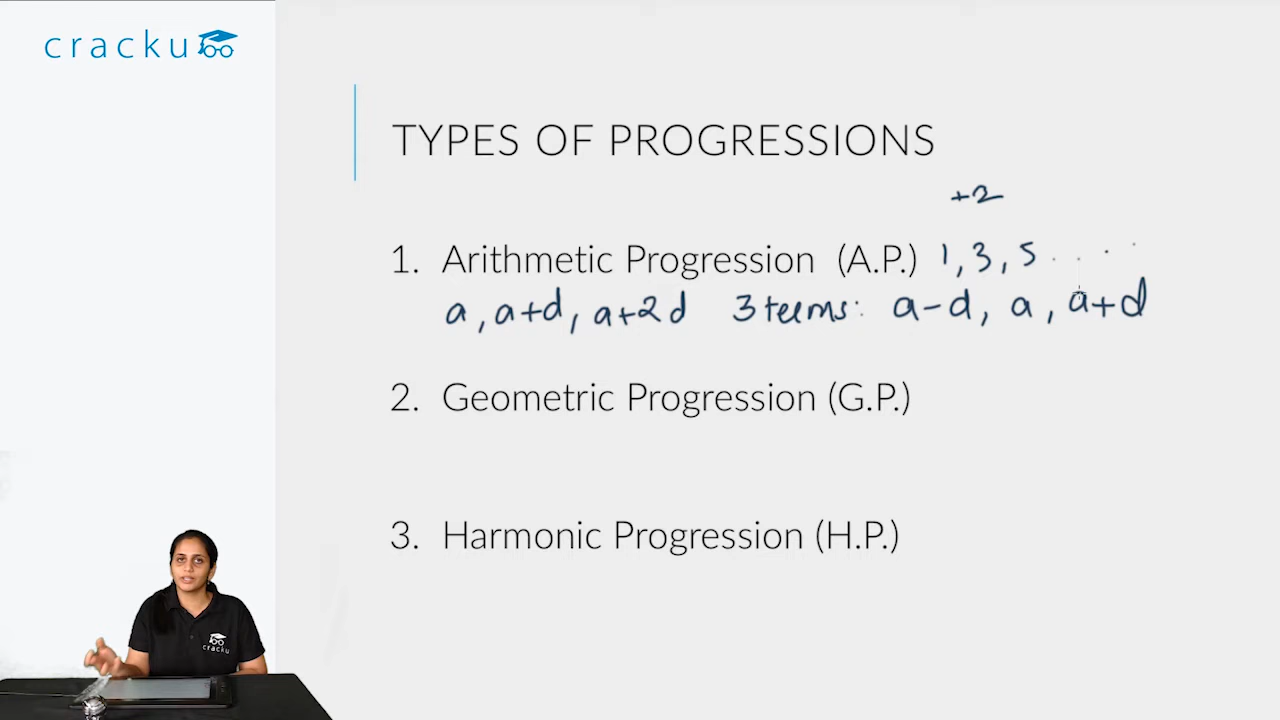 cracku
TYPES OF PROGRESSIONS
+2
1. Arithmetic Progression (A.P.) 1, 3, 5 . . . .
a, a+d, a+2d 3 terms: a-d, a, a+d
2. Geometric Progression (G.P.)
3. Harmonic Progression (H.P.)
cracku